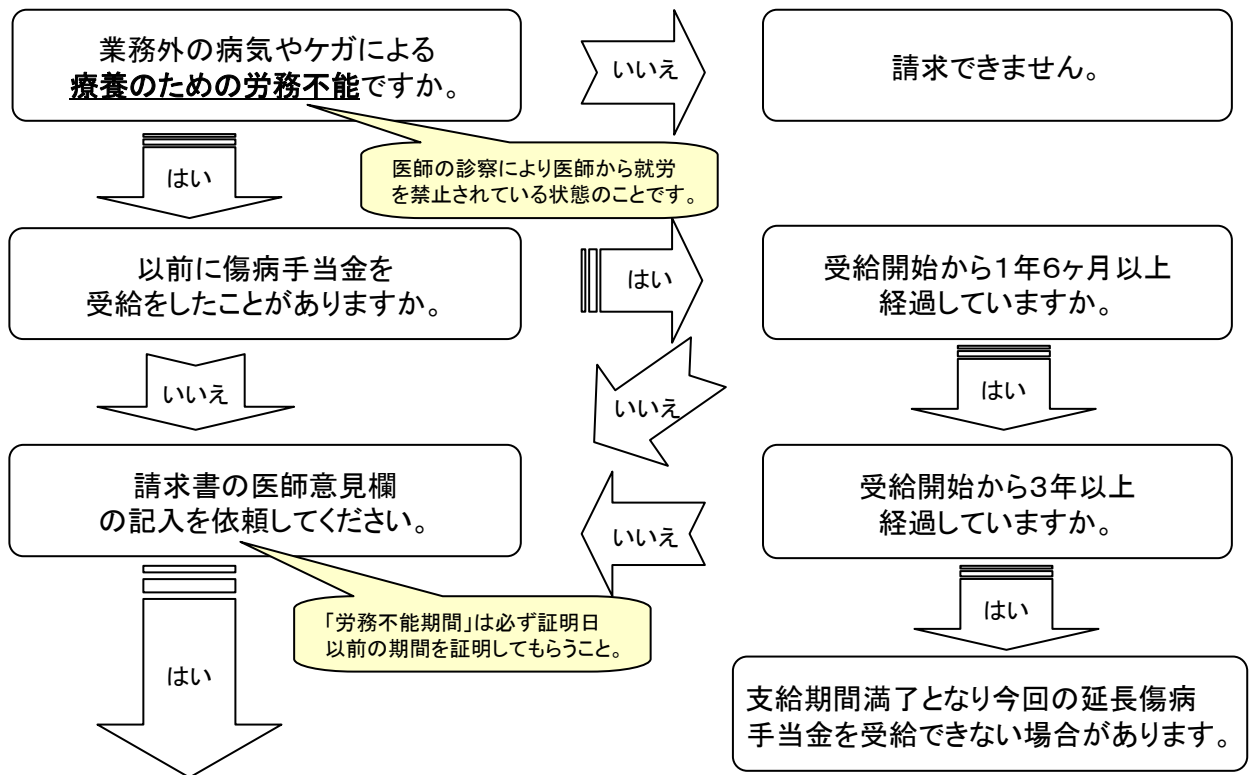 業務外の病気やケガによる
療養のための労務不能ですか。
いいえ
請求できません。
はい
医師の診察により医師から就労
を禁止されている状態のことです。
以前に傷病手当金を
受給をしたことがありますか。
はい
受給開始から1年6ヶ月以上
経過していますか。
いいえ
いいえ
はい
請求書の医師意見欄
の記入を依頼してください。
いいえ
受給開始から3年以上
経過していますか。
「労務不能期間」は必ず証明日
以前の期間を証明してもらうこと。
はい
はい
支給期間満了となり今回の延長傷病
手当金を受給できない場合があります。